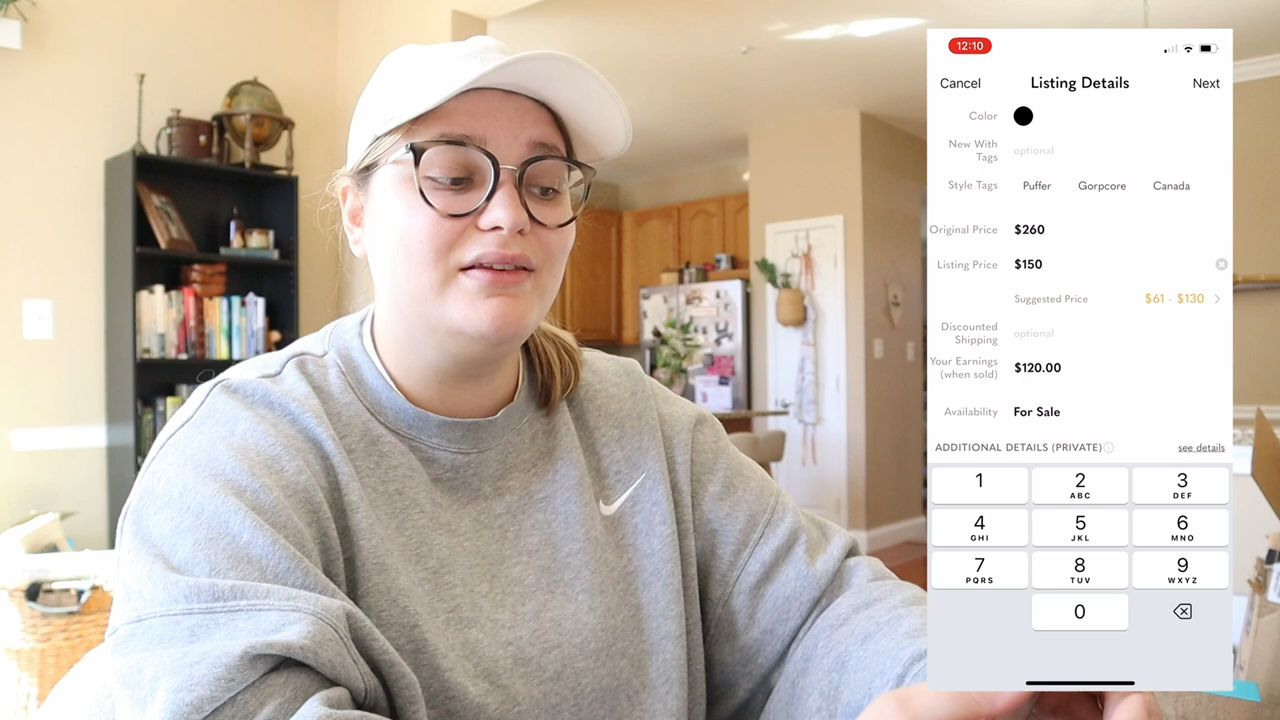 12:10
Cancel
Listing Details
Next
Color
New With
Tags
optional
Style Tags
Puffer
Gorpcore
Canada
Original Price
$260
Listing Price
$150
Suggested Price
$61 - $130
Discounted
Shipping
optional
Your Earnings
(when sold)
$120.00
Availability
For Sale
ADDITIONAL DETAILS (PRIVATE)
see details
1
2
ABC
3
DEF
4
GHI
5
JKL
6
MNO
7
PQRS
8
TUV
9
WXYZ
0